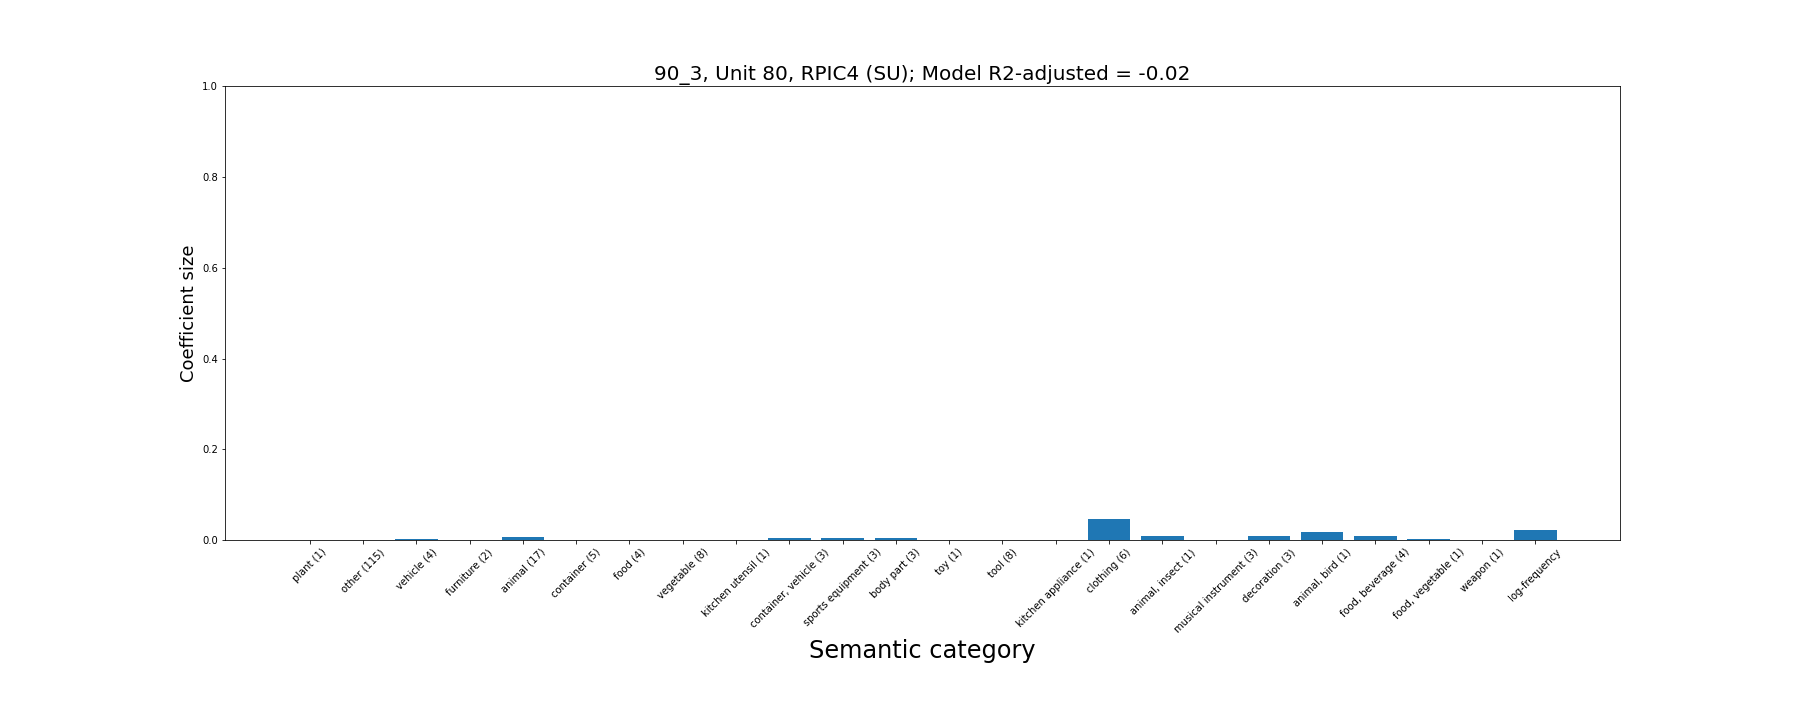 90_3, Unit 80, RPIC4 (SU); Model R2-adjusted = -0.02
1.0
0.8
0.6
0.4
0.2
0.0
Coefficient size
plant (1)
other (115)
vehicle (4)
furniture (2)
animal (17)
container (5)
food (4)
vegetable (8)
kitchen utensil (1)
container, vehicle (3)
sports equipment (3)
body part (3)
toy (1)
tool (8)
kitchen appliance (1)
clothing (6)
animal, insect (1)
musical instrument (3)
decoration (3)
animal, bird (1)
food, beverage (4)
food, vegetable (1)
weapon (1)
log-frequency
Semantic category